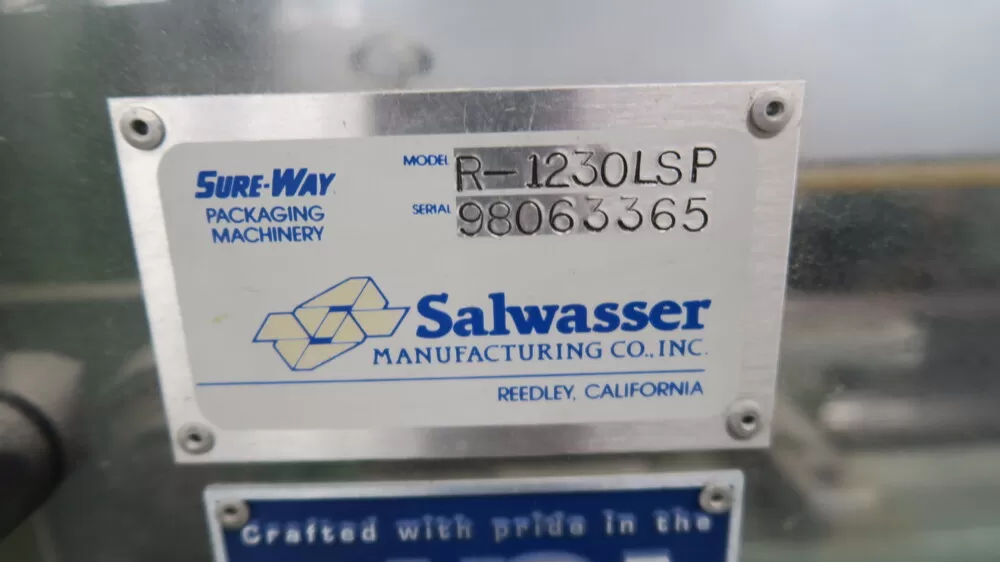 SURE-WAY
PACKAGING
MACHINERY
MODEL R-1230LSP
SERIAL 98063365
Salwasser
MANUFACTURING CO., INC.
REEDLEY, CALIFORNIA
Crafted with pride in the